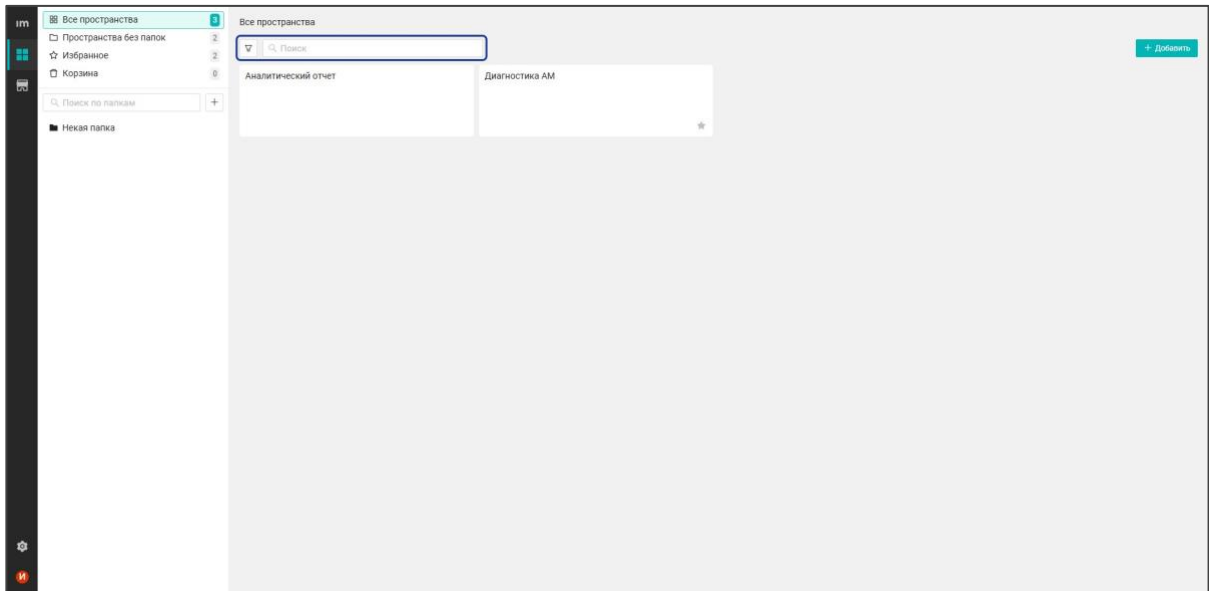 ım
Все пространства 3
Пространства без папок 2
Избранное 2
Корзина 0
Поиск по папкам
Некая папка
И
Все пространства
Поиск
+ Добавить
Аналитический отчет
Диагностика АМ